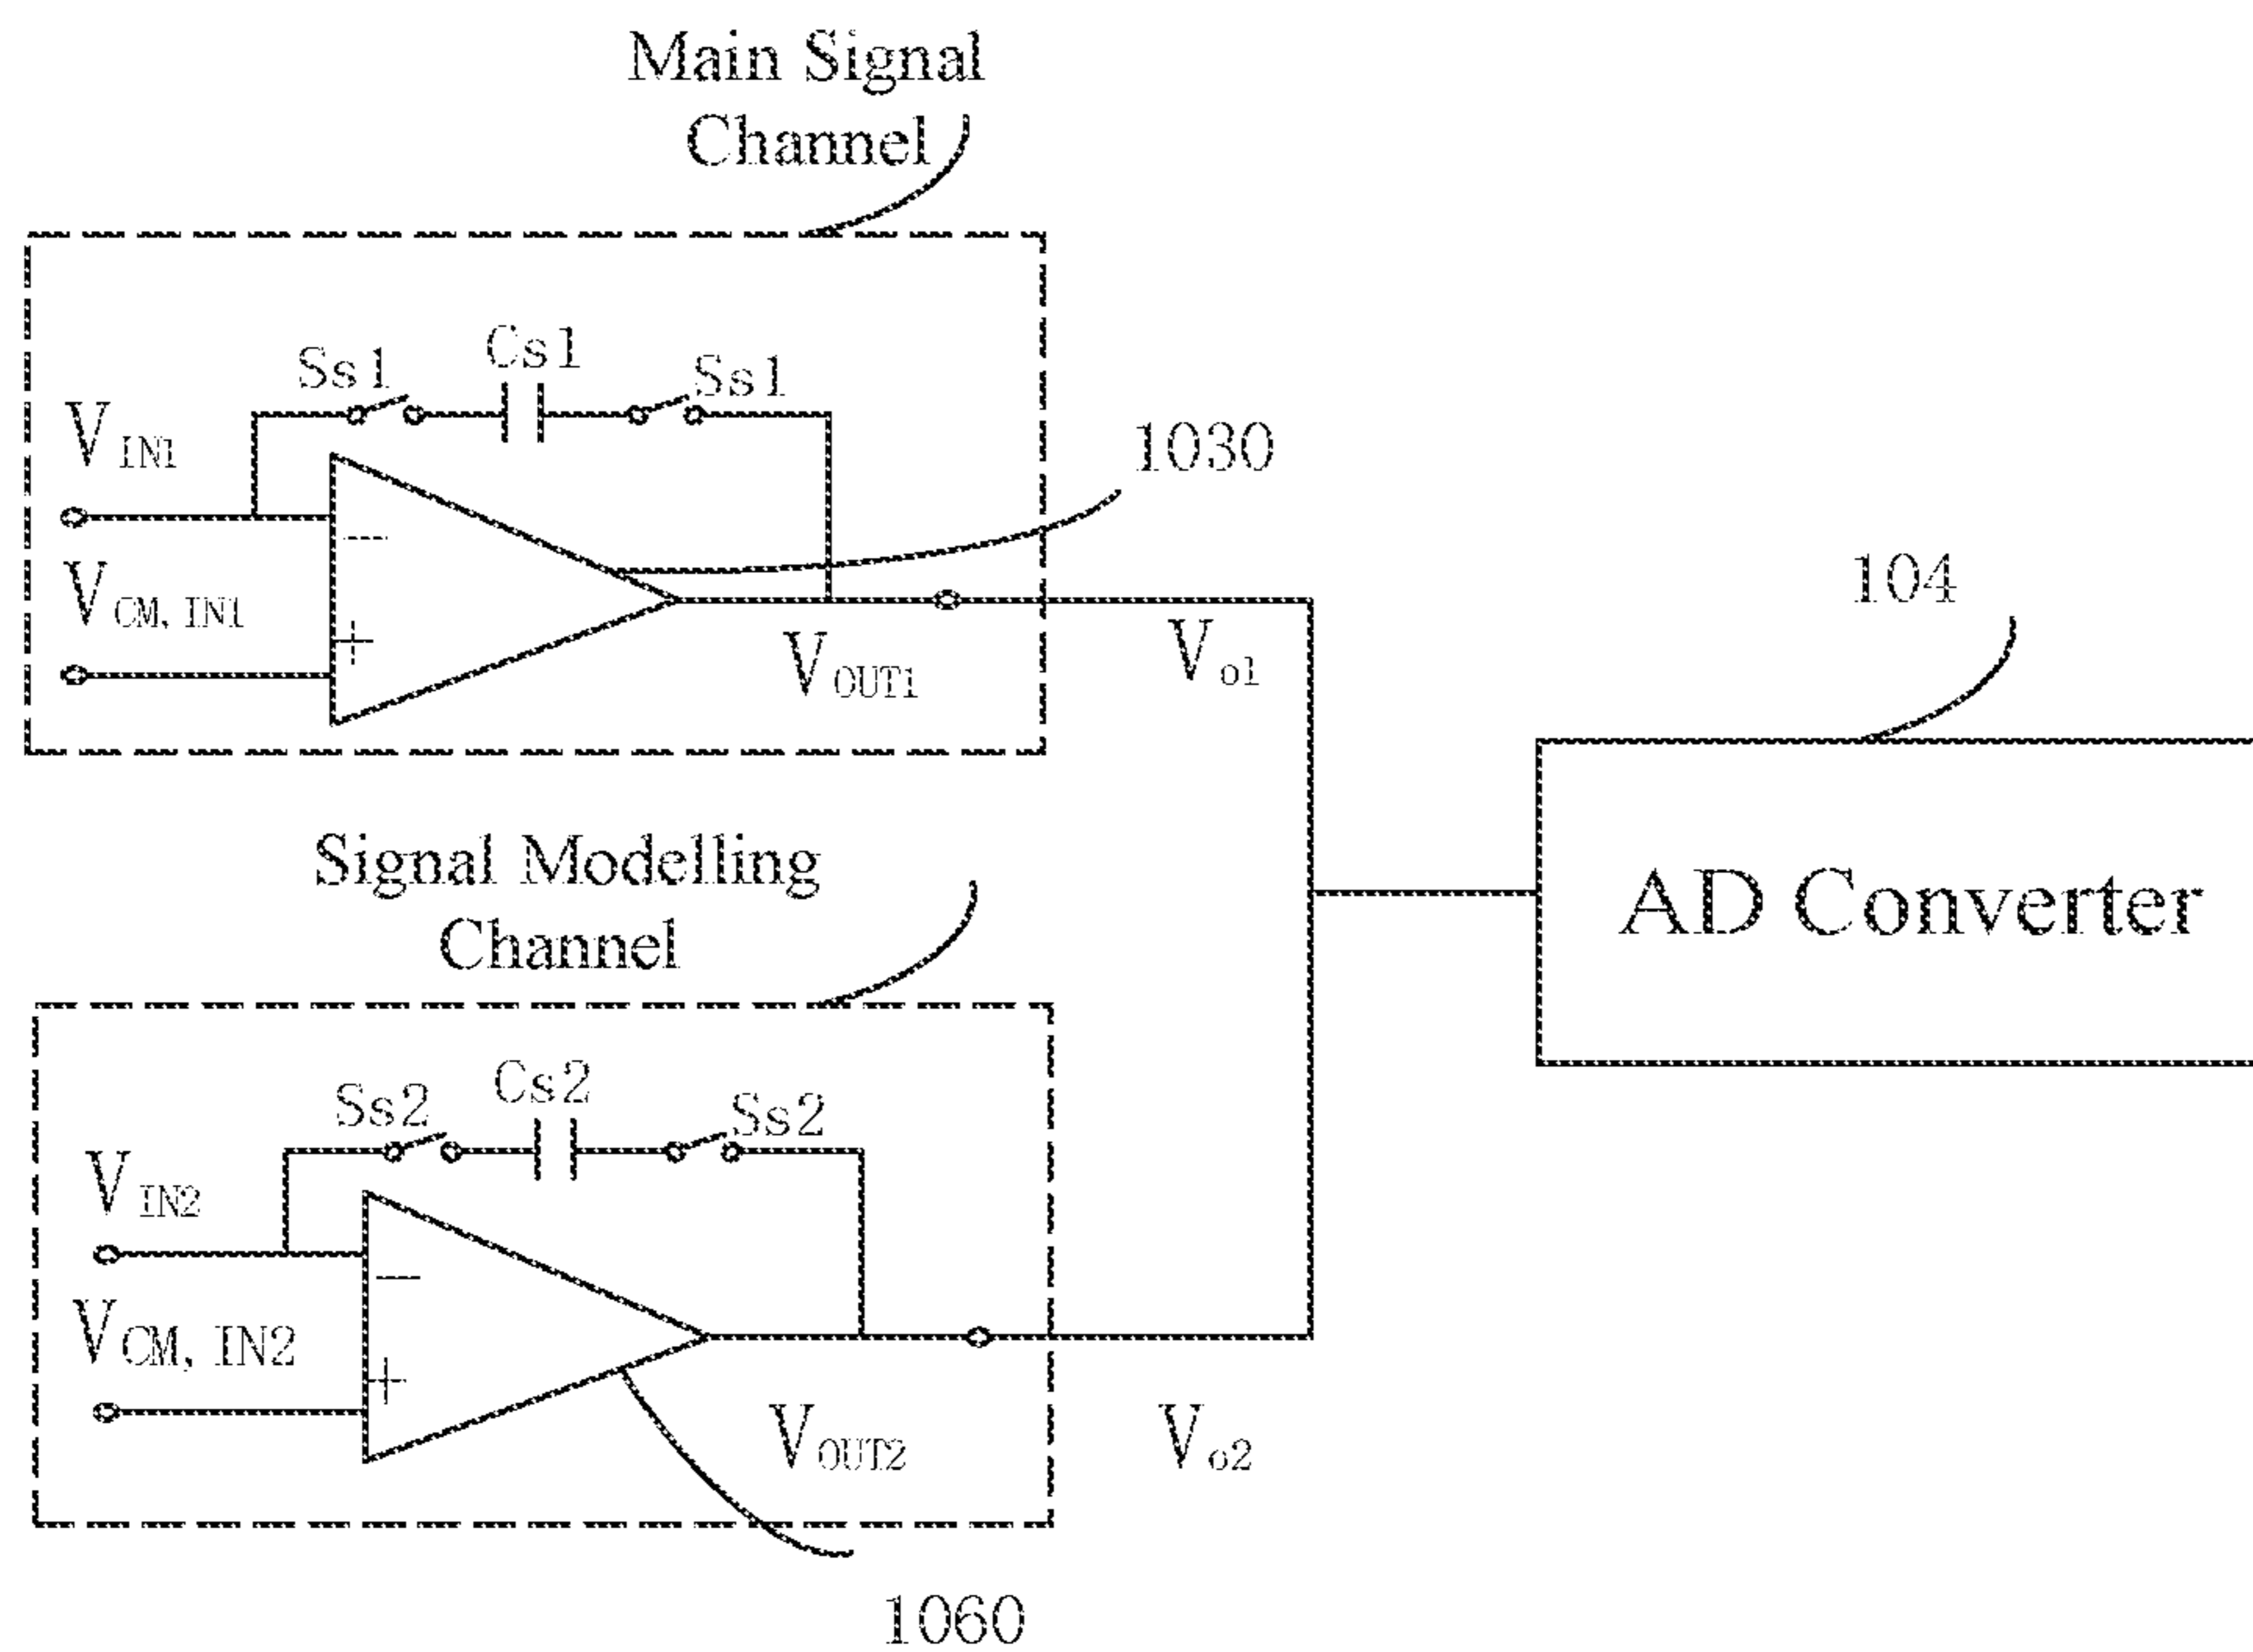 Main Signal
Channel
Ss1
Cs1
Ss1
VIN1
1030
−
VCM, IN1
+
VOUT1
Vo1
104
AD Converter
Signal Modelling
Channel
Ss2
Cs2
Ss2
VIN2
−
VCM, IN2
+
VOUT2
Vo2
1060